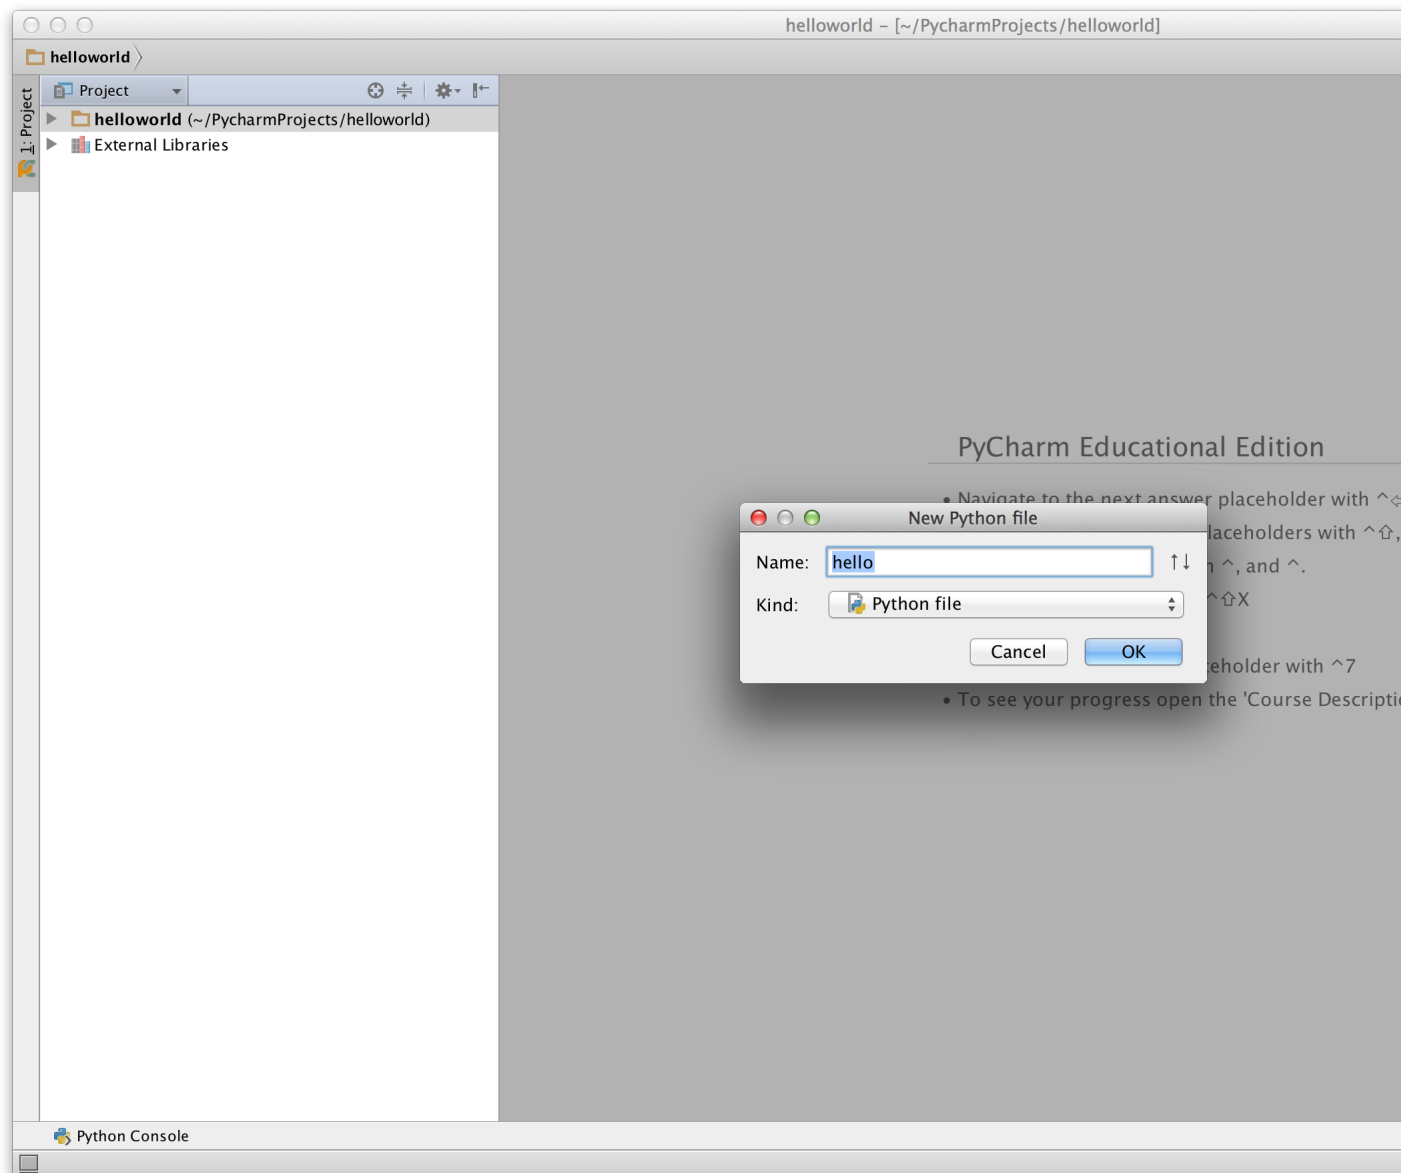 helloworld – [~/PycharmProjects/helloworld]
helloworld
1: Project
Project
helloworld (~/PycharmProjects/helloworld)
External Libraries
PyCharm Educational Edition
• Navigate to the next answer placeholder with ^
New Python file
Name: hello ↑↓
Kind: Python file
Cancel OK
laceholders with ^⇧,
^, and ^.
^⇧X
eholder with ^7
• To see your progress open the 'Course Descripti
Python Console